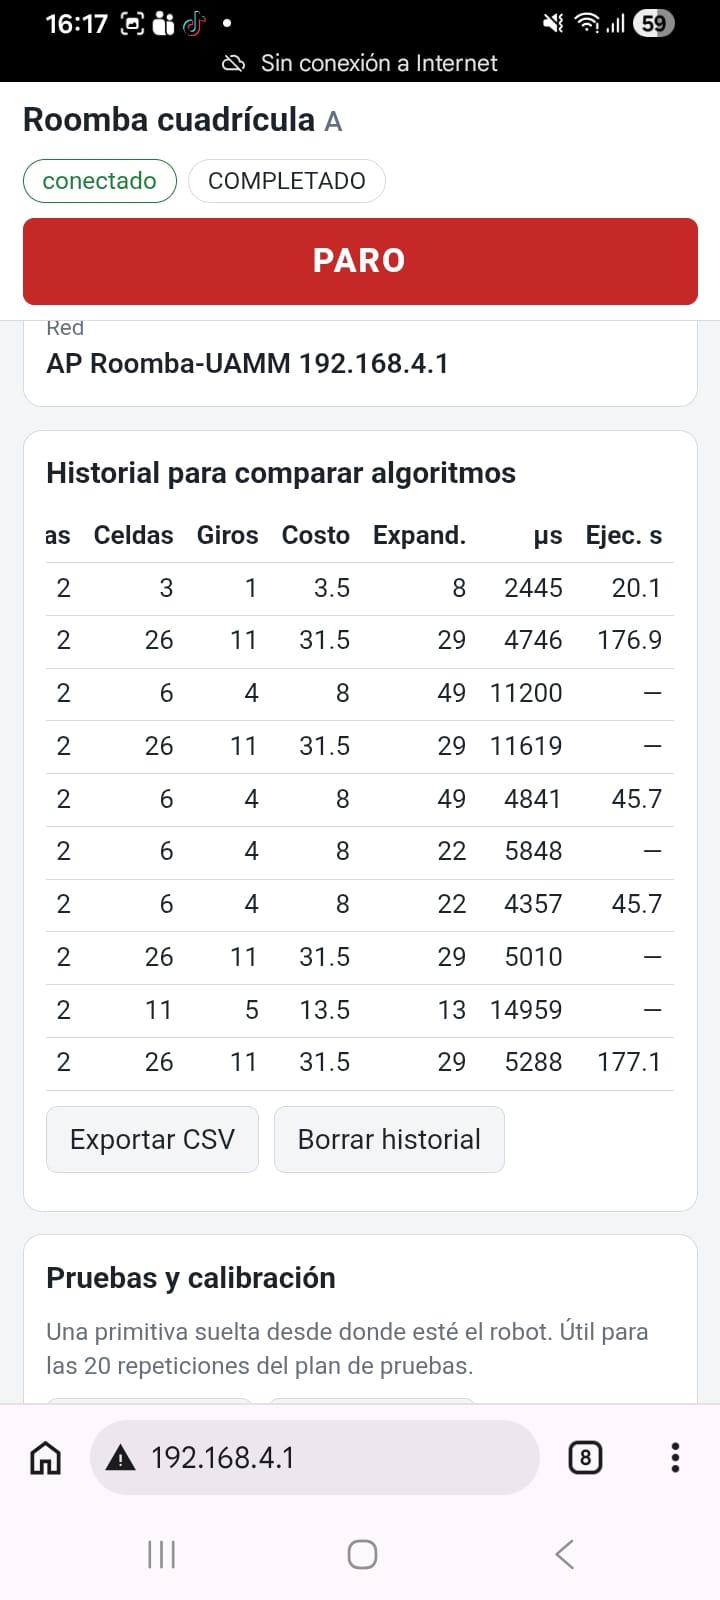 16:17 59
Sin conexión a Internet
Roomba cuadrícula A
conectado COMPLETADO
PARO
Red
AP Roomba-UAMM 192.168.4.1
Historial para comparar algoritmos
as Celdas Giros Costo Expand. µs Ejec. s
2 3 1 3.5 8 2445 20.1
2 26 11 31.5 29 4746 176.9
2 6 4 8 49 11200 —
2 26 11 31.5 29 11619 —
2 6 4 8 49 4841 45.7
2 6 4 8 22 5848 —
2 6 4 8 22 4357 45.7
2 26 11 31.5 29 5010 —
2 11 5 13.5 13 14959 —
2 26 11 31.5 29 5288 177.1
Exportar CSV Borrar historial
Pruebas y calibración
Una primitiva suelta desde donde esté el robot. Útil para
las 20 repeticiones del plan de pruebas.
192.168.4.1 8